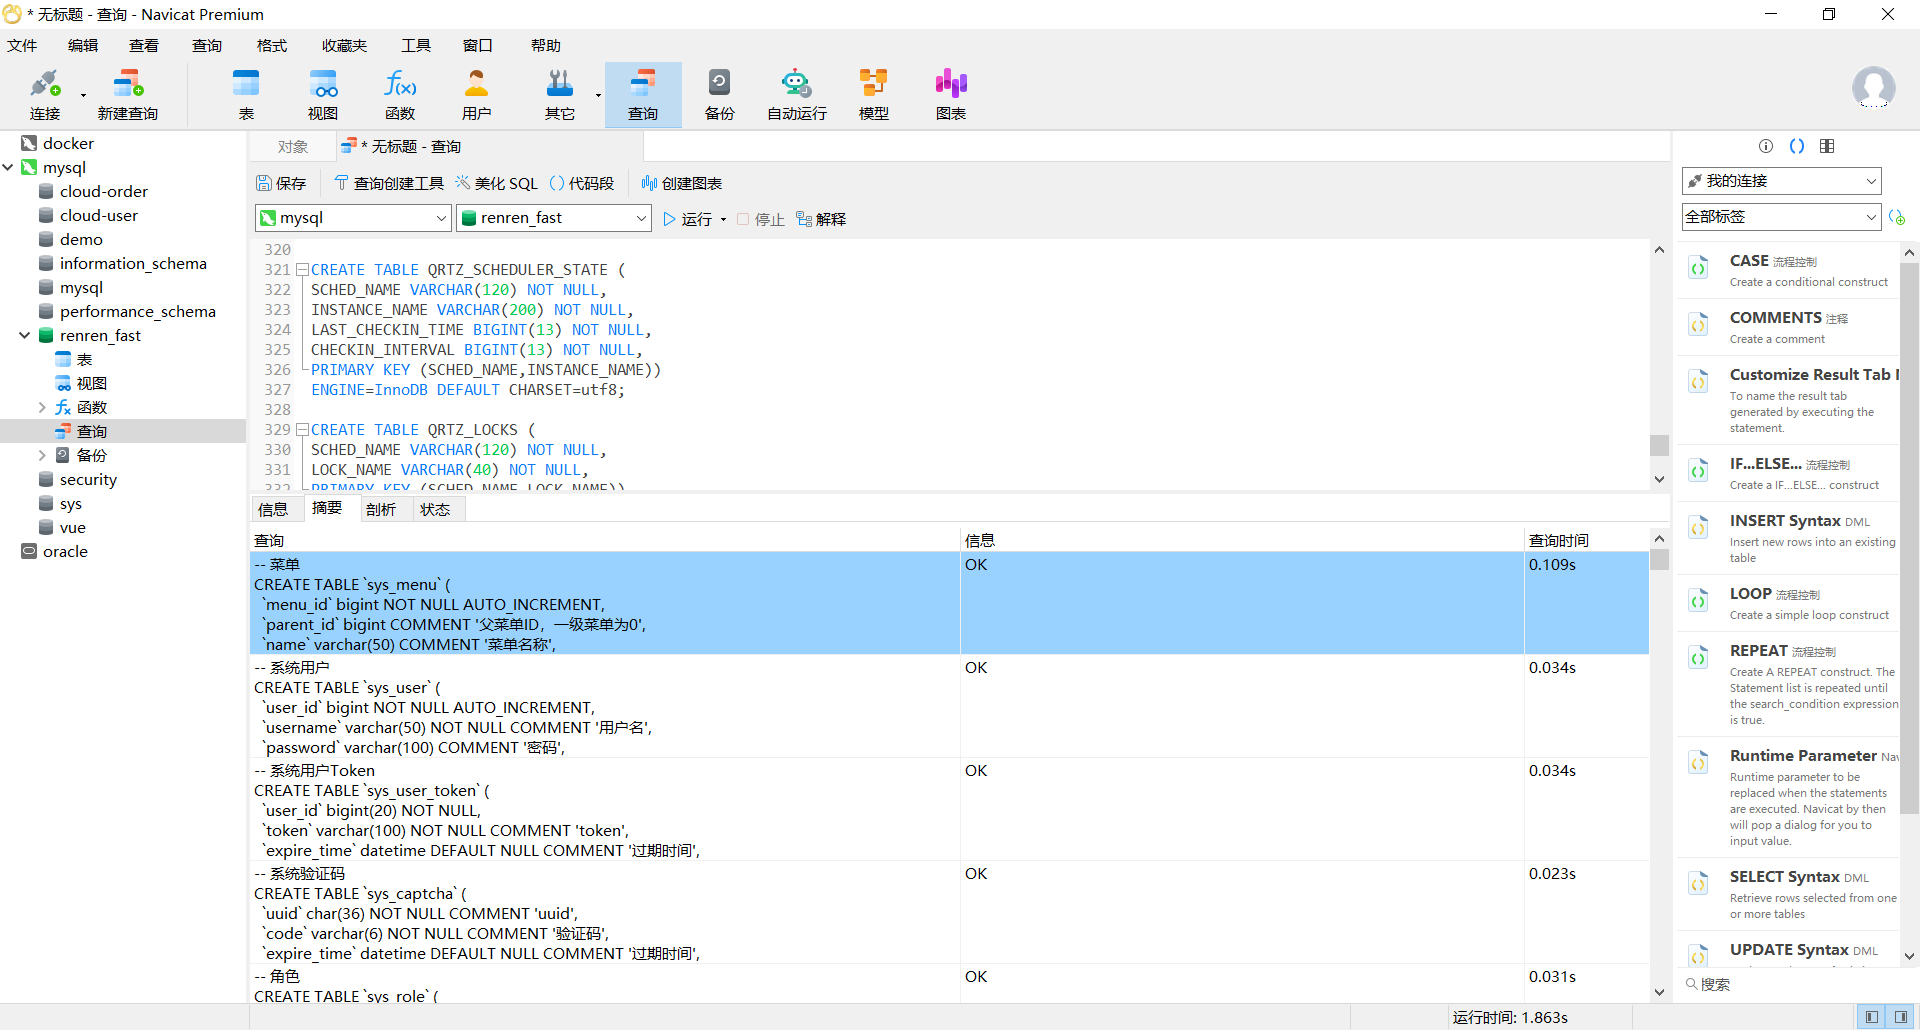 * 无标题 - 查询 - Navicat Premium
文件 编辑 查看 查询 格式 收藏夹 工具 窗口 帮助
连接 新建查询 表 视图 函数 用户 其它 查询 备份 自动运行 模型 图表
docker
mysql
cloud-order
cloud-user
demo
information_schema
mysql
performance_schema
renren_fast
表
视图
函数
查询
备份
security
sys
vue
oracle
对象 * 无标题 - 查询
保存 查询创建工具 美化 SQL 代码段 创建图表
mysql renren_fast 运行 停止 解释
320
321 CREATE TABLE QRTZ_SCHEDULER_STATE (
322 SCHED_NAME VARCHAR(120) NOT NULL,
323 INSTANCE_NAME VARCHAR(200) NOT NULL,
324 LAST_CHECKIN_TIME BIGINT(13) NOT NULL,
325 CHECKIN_INTERVAL BIGINT(13) NOT NULL,
326 PRIMARY KEY (SCHED_NAME,INSTANCE_NAME))
327 ENGINE=InnoDB DEFAULT CHARSET=utf8;
328
329 CREATE TABLE QRTZ_LOCKS (
330 SCHED_NAME VARCHAR(120) NOT NULL,
331 LOCK_NAME VARCHAR(40) NOT NULL,
332 PRIMARY KEY (SCHED_NAME,LOCK_NAME))
信息 摘要 剖析 状态
查询 信息 查询时间
-- 菜单 OK 0.109s
CREATE TABLE `sys_menu` (
`menu_id` bigint NOT NULL AUTO_INCREMENT,
`parent_id` bigint COMMENT '父菜单ID，一级菜单为0',
`name` varchar(50) COMMENT '菜单名称',
-- 系统用户 OK 0.034s
CREATE TABLE `sys_user` (
`user_id` bigint NOT NULL AUTO_INCREMENT,
`username` varchar(50) NOT NULL COMMENT '用户名',
`password` varchar(100) COMMENT '密码',
-- 系统用户Token OK 0.034s
CREATE TABLE `sys_user_token` (
`user_id` bigint(20) NOT NULL,
`token` varchar(100) NOT NULL COMMENT 'token',
`expire_time` datetime DEFAULT NULL COMMENT '过期时间',
-- 系统验证码 OK 0.023s
CREATE TABLE `sys_captcha` (
`uuid` char(36) NOT NULL COMMENT 'uuid',
`code` varchar(6) NOT NULL COMMENT '验证码',
`expire_time` datetime DEFAULT NULL COMMENT '过期时间',
-- 角色 OK 0.031s
CREATE TABLE `sys_role` (
我的连接
全部标签
CASE 流程控制
Create a conditional construct
COMMENTS 注释
Create a comment
Customize Result Tab
To name the result tab
generated by executing the
statement.
IF...ELSE... 流程控制
Create a IF...ELSE... construct
INSERT Syntax DML
Insert new rows into an existing
table
LOOP 流程控制
Create a simple loop construct
REPEAT 流程控制
Create A REPEAT construct. The
Statement list is repeated until
the search_condition expression
is true.
Runtime Parameter Nav
Runtime parameter to be
replaced when the statements
are executed. Navicat by then
will pop a dialog for you to
input value.
SELECT Syntax DML
Retrieve rows selected from one
or more tables
UPDATE Syntax DML
搜索
运行时间: 1.863s